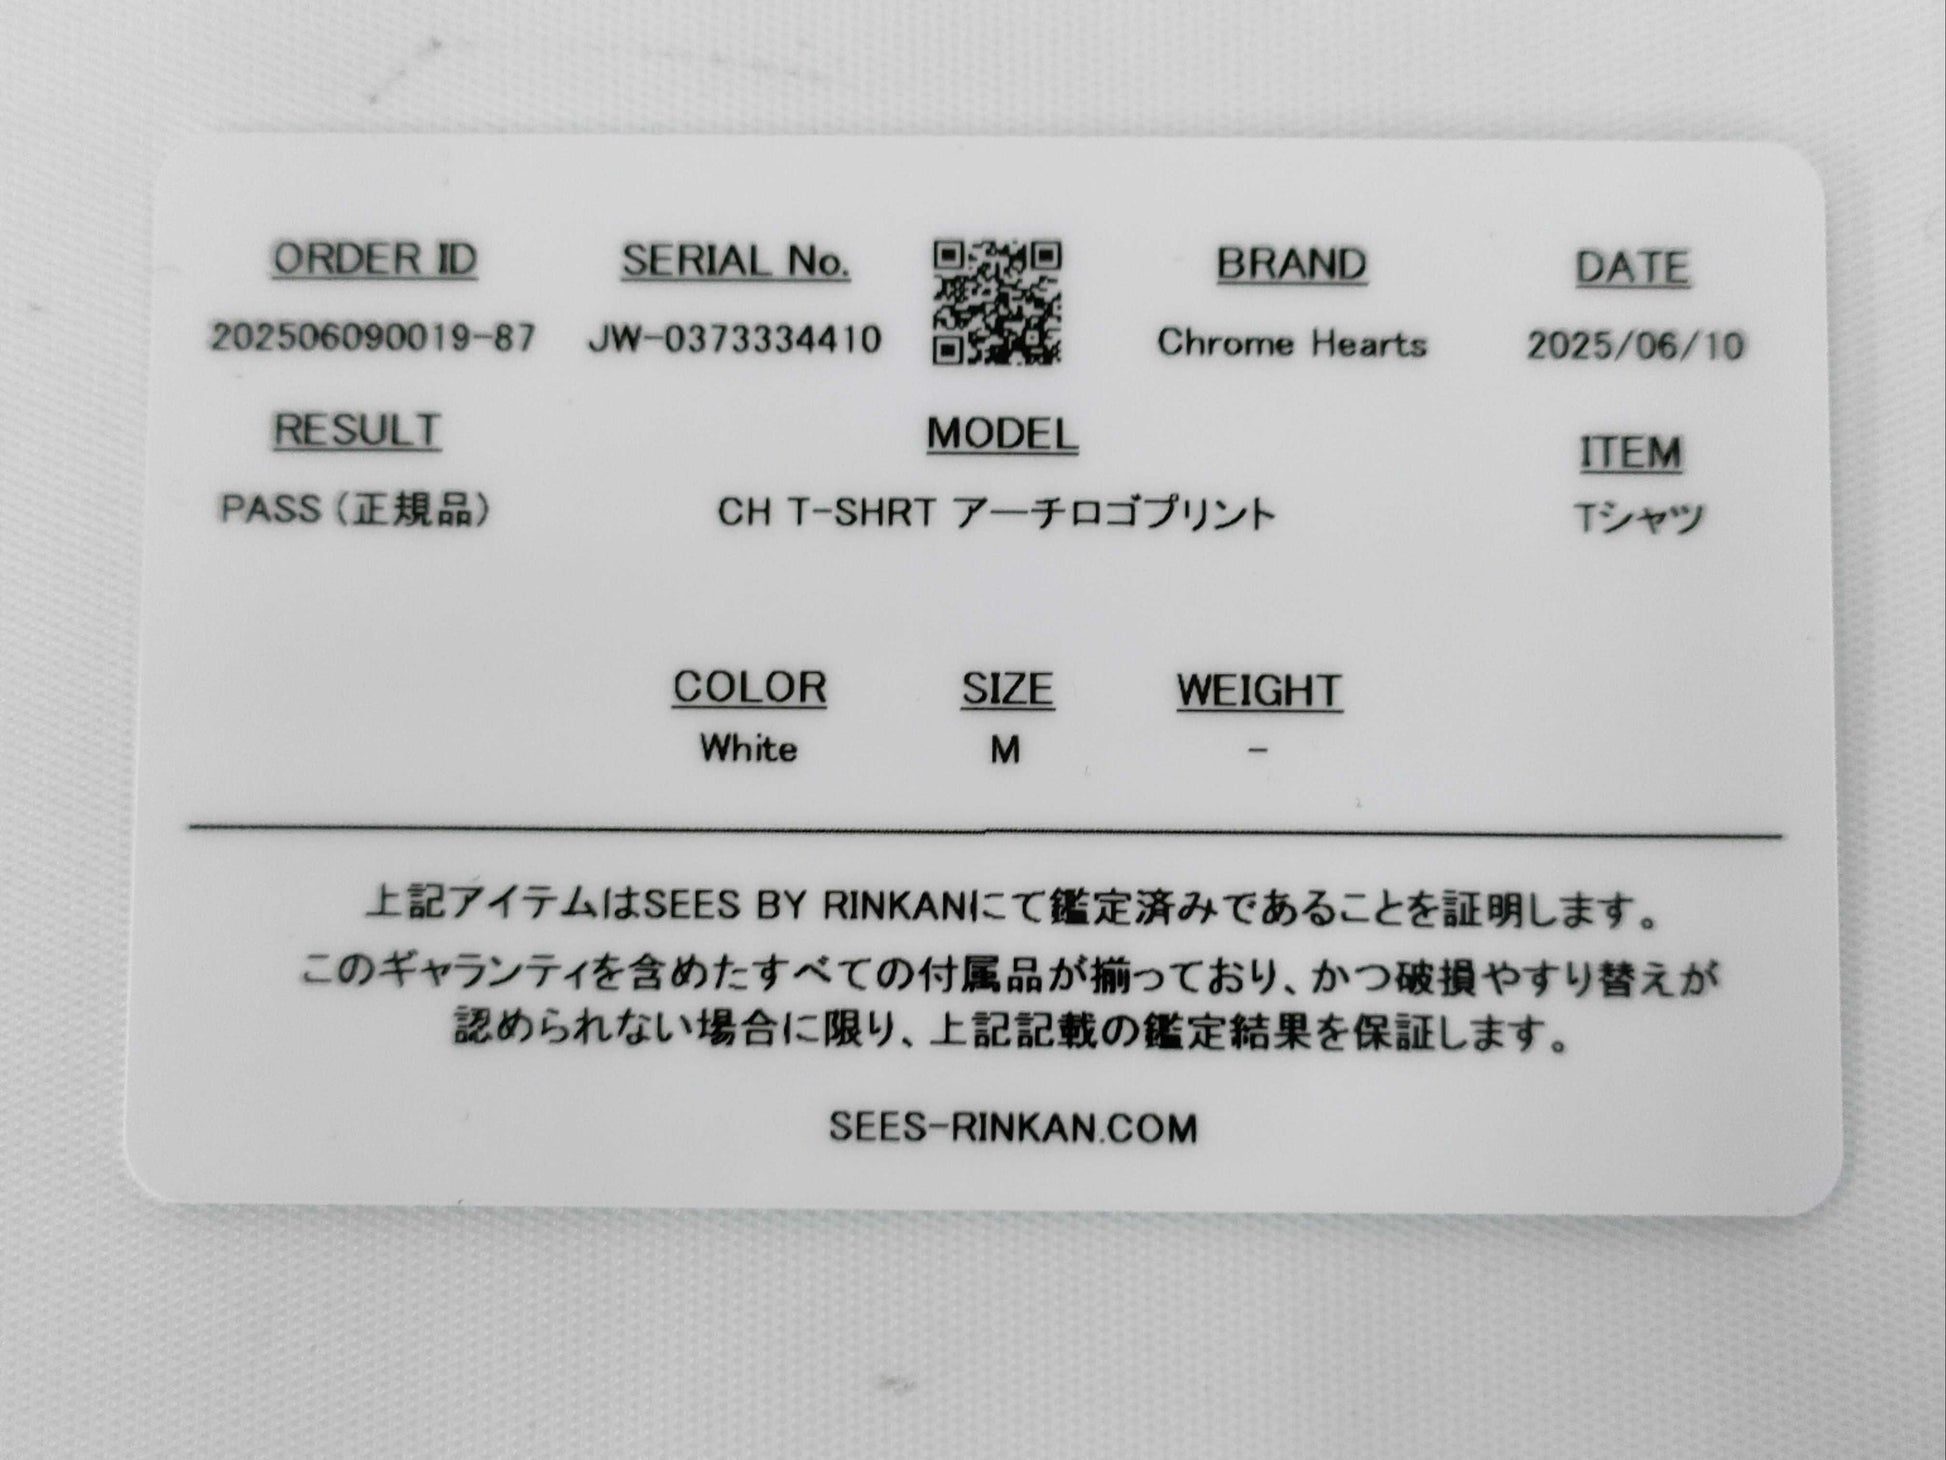 ORDER ID SERIAL No. BRAND DATE
202506090019-87 JW-0373334410 Chrome Hearts 2025/06/10
RESULT MODEL ITEM
PASS (正規品) CH T-SHRT アーチロゴプリント Tシャツ
COLOR SIZE WEIGHT
White M -
上記アイテムはSEES BY RINKANにて鑑定済みであることを証明します。
このギャランティを含めたすべての付属品が揃っており、かつ破損やすり替えが
認められない場合に限り、上記記載の鑑定結果を保証します。
SEES-RINKAN.COM